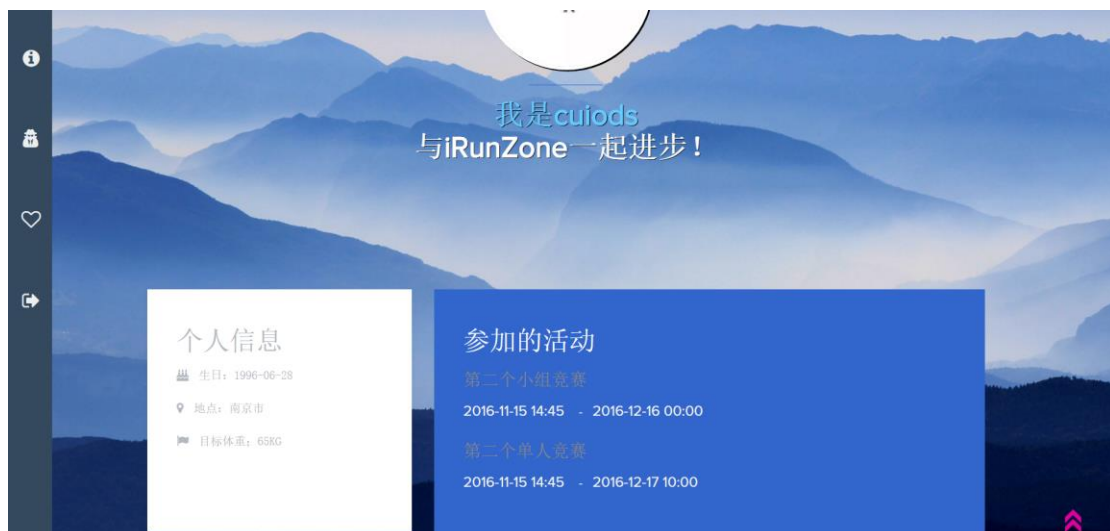 我是cuiods
与iRunZone一起进步!
个人信息
生日: 1996-06-28
地点: 南京市
目标体重: 65KG
参加的活动
第二个小组竞赛
2016-11-15 14:45 - 2016-12-16 00:00
第二个单人竞赛
2016-11-15 14:45 - 2016-12-17 10:00